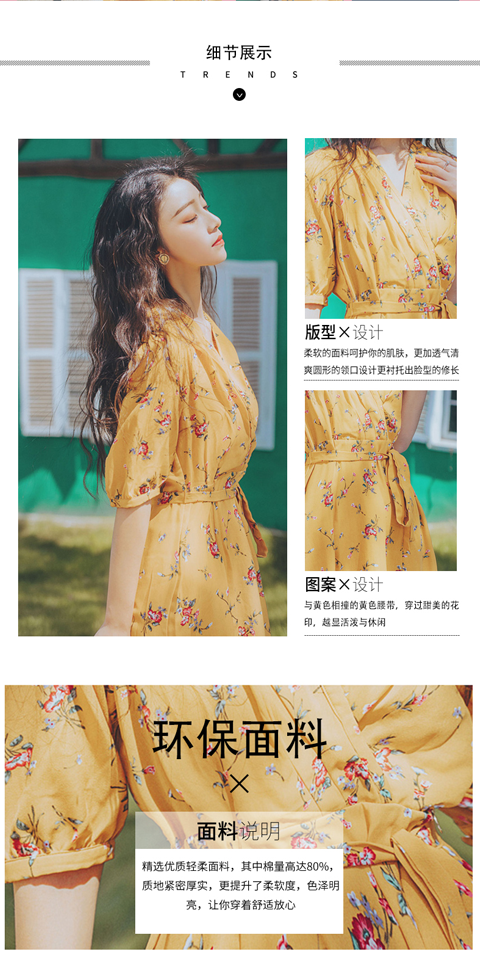 细节展示
T R E N D S
版型×设计
柔软的面料呵护你的肌肤，更加透气清
爽圆形的领口设计更衬托出脸型的修长
图案×设计
与黄色相撞的黄色腰带，穿过甜美的花
印，越显活泼与休闲
环保面料
×
面料说明
精选优质轻柔面料，其中棉量高达80%，
质地紧密厚实，更提升了柔软度，色泽明
亮，让你穿着舒适放心